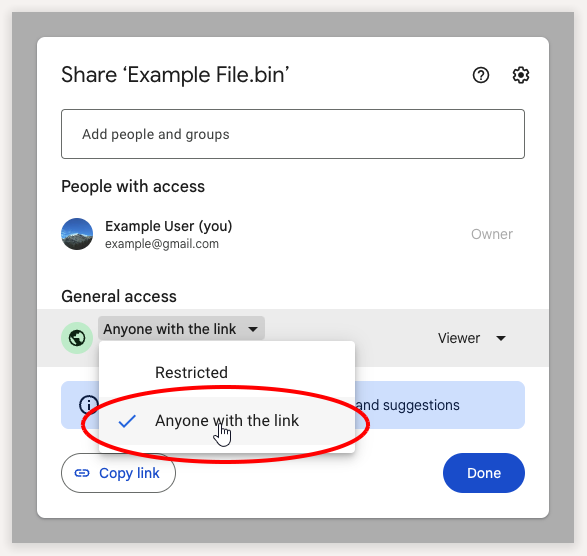 Share ‘Example File.bin’
Add people and groups
People with access
Example User (you)
example@gmail.com
Owner
General access
Anyone with the link
Viewer
Restricted
Anyone with the link
and suggestions
Copy link
Done